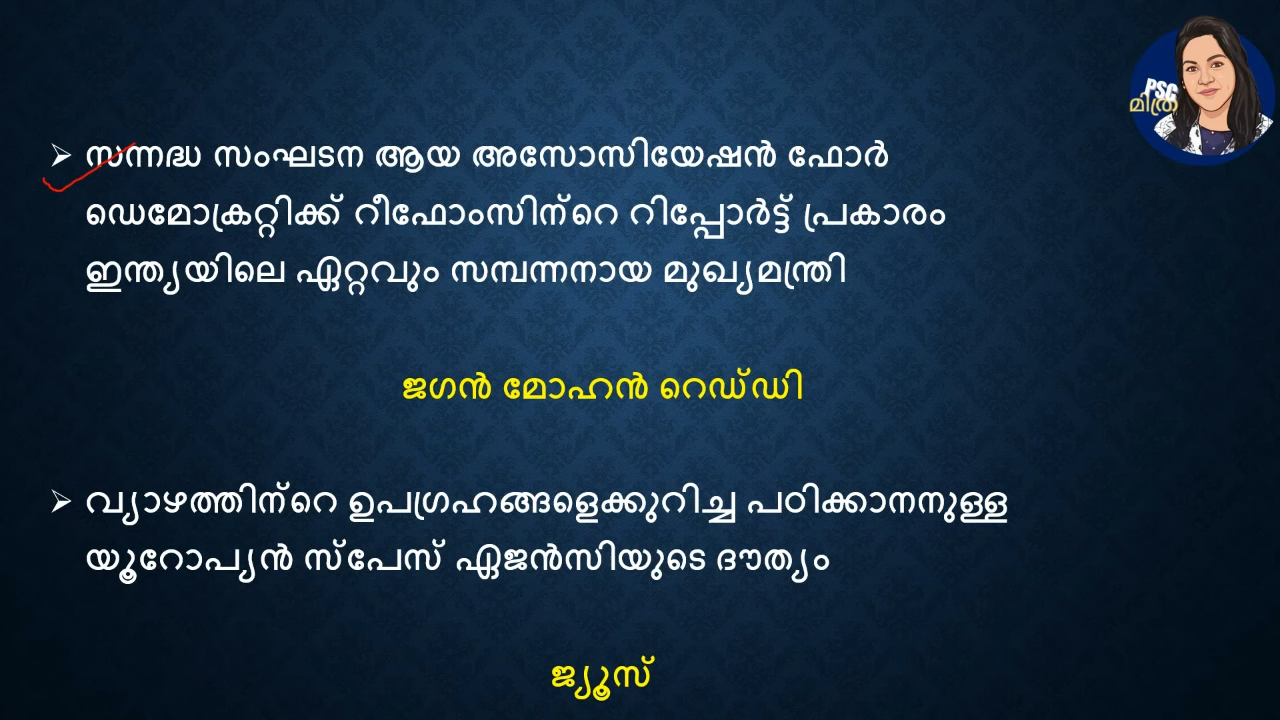 PSC
മിത്ര
സന്നദ്ധ സംഘടന ആയ അസോസിയേഷൻ ഫോർ
ഡെമോക്രറ്റിക്ക് റീഫോംസിന്റെ റിപ്പോർട്ട് പ്രകാരം
ഇന്ത്യയിലെ ഏറ്റവും സമ്പന്നനായ മുഖ്യമന്ത്രി
ജഗൻ മോഹൻ റെഡ്ഡി
വ്യാഴത്തിന്റെ ഉപഗ്രഹങ്ങളെക്കുറിച്ച പഠിക്കാനനുള്ള
യൂറോപ്യൻ സ്പേസ് ഏജൻസിയുടെ ദൗത്യം
ജ്യൂസ്